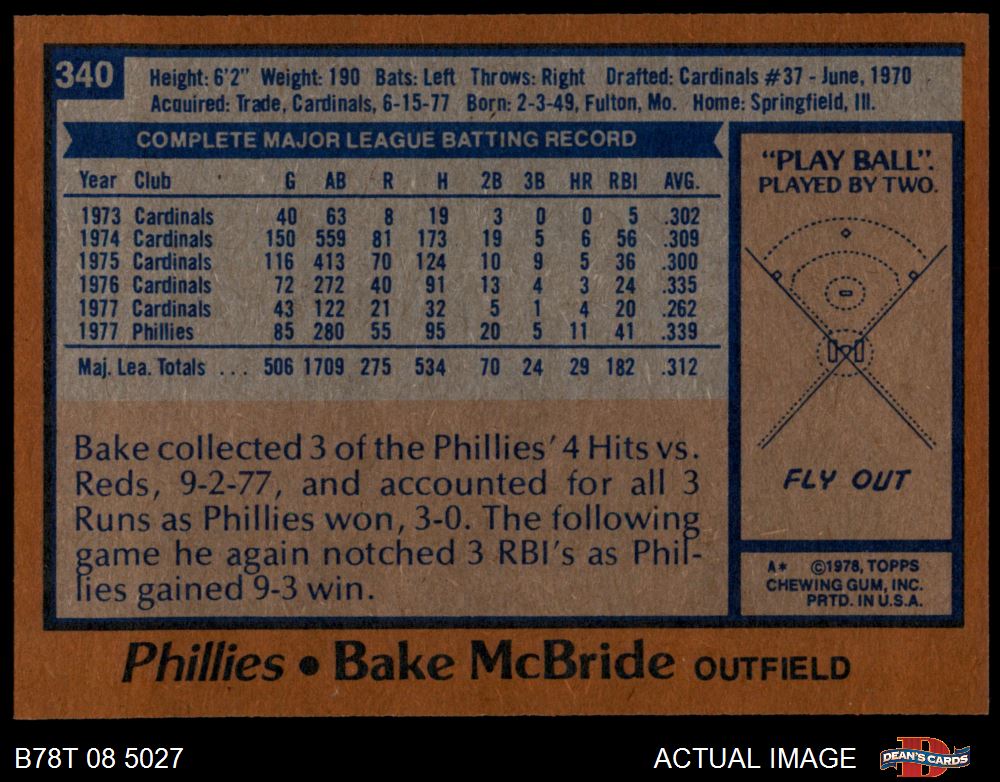 340
Height: 6'2" Weight: 190 Bats: Left Throws: Right Drafted: Cardinals #37 - June, 1970
Acquired: Trade, Cardinals, 6-15-77 Born: 2-3-49, Fulton, Mo. Home: Springfield, Ill.
COMPLETE MAJOR LEAGUE BATTING RECORD
Year Club G AB R H 2B 3B HR RBI AVG.
1973 Cardinals 40 63 8 19 3 0 0 5 .302
1974 Cardinals 150 559 81 173 19 5 6 56 .309
1975 Cardinals 116 413 70 124 10 9 5 36 .300
1976 Cardinals 72 272 40 91 13 4 3 24 .335
1977 Cardinals 43 122 21 32 5 1 4 20 .262
1977 Phillies 85 280 55 95 20 5 11 41 .339
Maj. Lea. Totals ... 506 1709 275 534 70 24 29 182 .312
Bake collected 3 of the Phillies' 4 Hits vs.
Reds, 9-2-77, and accounted for all 3
Runs as Phillies won, 3-0. The following
game he again notched 3 RBI's as Phil-
lies gained 9-3 win.
"PLAY BALL".
PLAYED BY TWO.
FLY OUT
A* ©1978, TOPPS
CHEWING GUM, INC.
PRTD. IN U.S.A.
Phillies • Bake McBride OUTFIELD
B78T 08 5027
ACTUAL IMAGE
DEAN'S CARDS